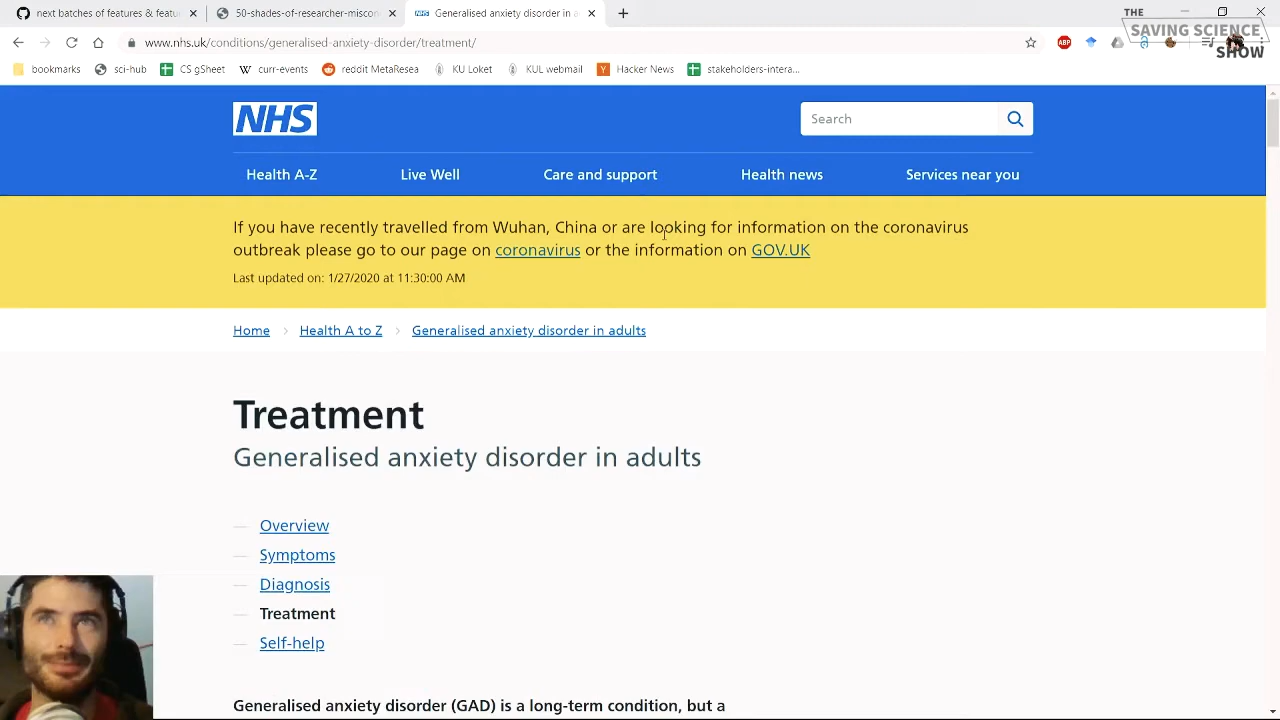 next batches of features & featu
50-shades-of-researcher-miscon
NHS Generalised anxiety disorder in a
THE
SAVING SCIENCE
SHOW
www.nhs.uk/conditions/generalised-anxiety-disorder/treatment
ABP
bookmarks
sci-hub
CS gSheet
W curr-events
reddit MetaResea
KU Loket
KUL webmail
Y Hacker News
stakeholders-intera...
NHS
Search
Health A-Z
Live Well
Care and support
Health news
Services near you
If you have recently travelled from Wuhan, China or are looking for information on the coronavirus
outbreak please go to our page on coronavirus or the information on GOV.UK
Last updated on: 1/27/2020 at 11:30:00 AM
Home
Health A to Z
Generalised anxiety disorder in adults
Treatment
Generalised anxiety disorder in adults
— Overview
— Symptoms
— Diagnosis
— Treatment
— Self-help
Generalised anxiety disorder (GAD) is a long-term condition, but a